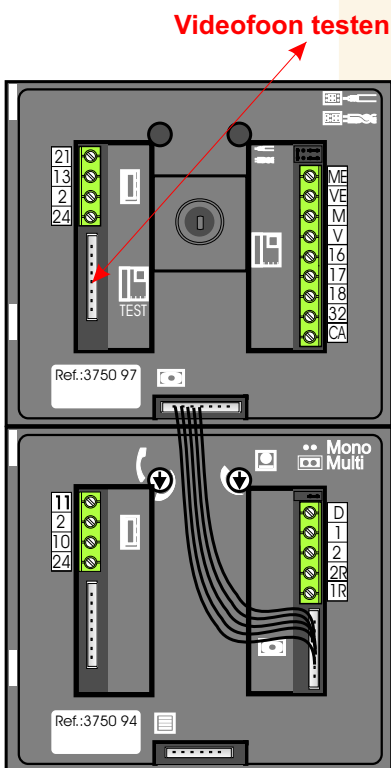 Videofoon testen
21
13
2
24
ME
VE
M
V
16
17
18
32
CA
TEST
Ref.:3750 97
Mono
Multi
11
2
10
24
D
1
2
2R
1R
Ref.:3750 94